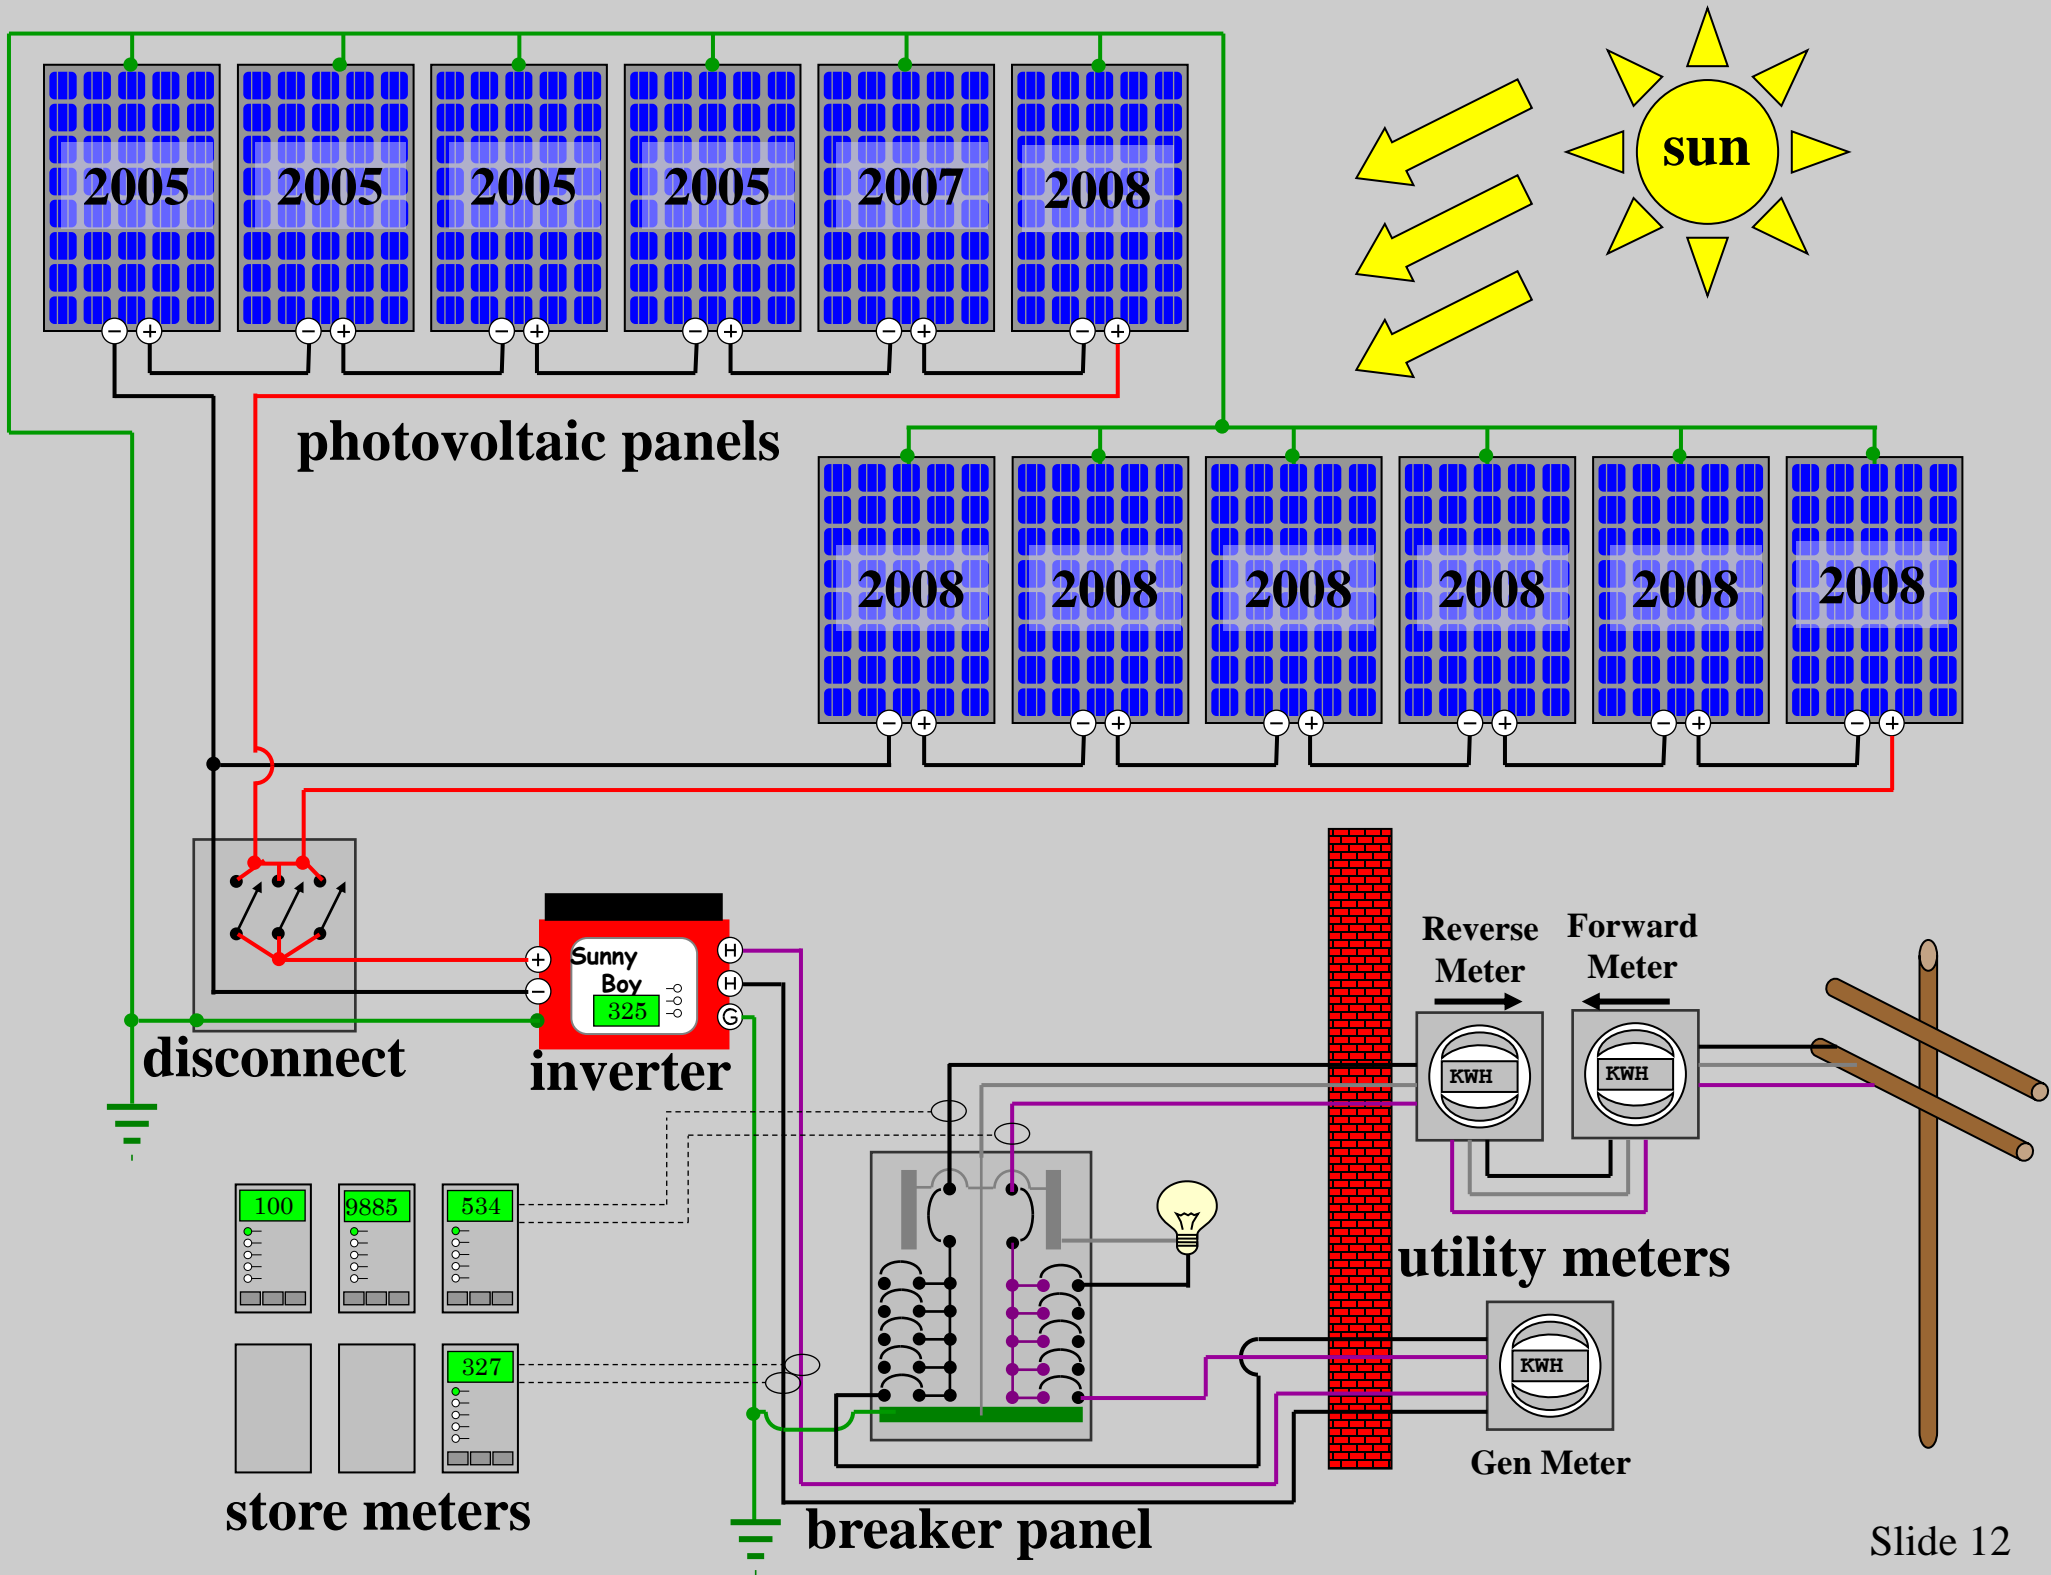 sun
2005
2005
2005
2005
2007
2008
− + − + − + − + − + − +
photovoltaic panels
2008
2008
2008
2008
2008
2008
− + − + − + − + − + − +
Reverse
Meter
Forward
Meter
Sunny
Boy
325
+
−
H
H
G
disconnect
inverter
KWH
KWH
100
9885
534
utility meters
327
KWH
Gen Meter
store meters
breaker panel
Slide 12